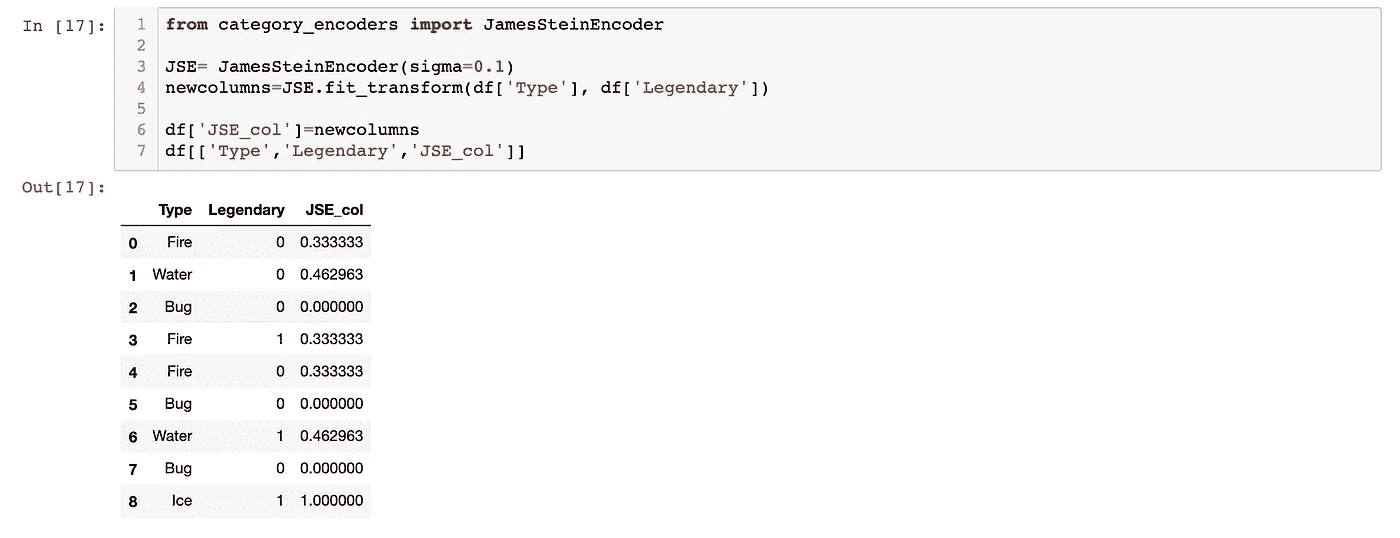 In [17]:
1 from category_encoders import JamesSteinEncoder
2
3 JSE= JamesSteinEncoder(sigma=0.1)
4 newcolumns=JSE.fit_transform(df['Type'], df['Legendary'])
5
6 df['JSE_col']=newcolumns
7 df[['Type','Legendary','JSE_col']]
Out[17]:
Type Legendary JSE_col
0 Fire 0 0.333333
1 Water 0 0.462963
2 Bug 0 0.000000
3 Fire 1 0.333333
4 Fire 0 0.333333
5 Bug 0 0.000000
6 Water 1 0.462963
7 Bug 0 0.000000
8 Ice 1 1.000000